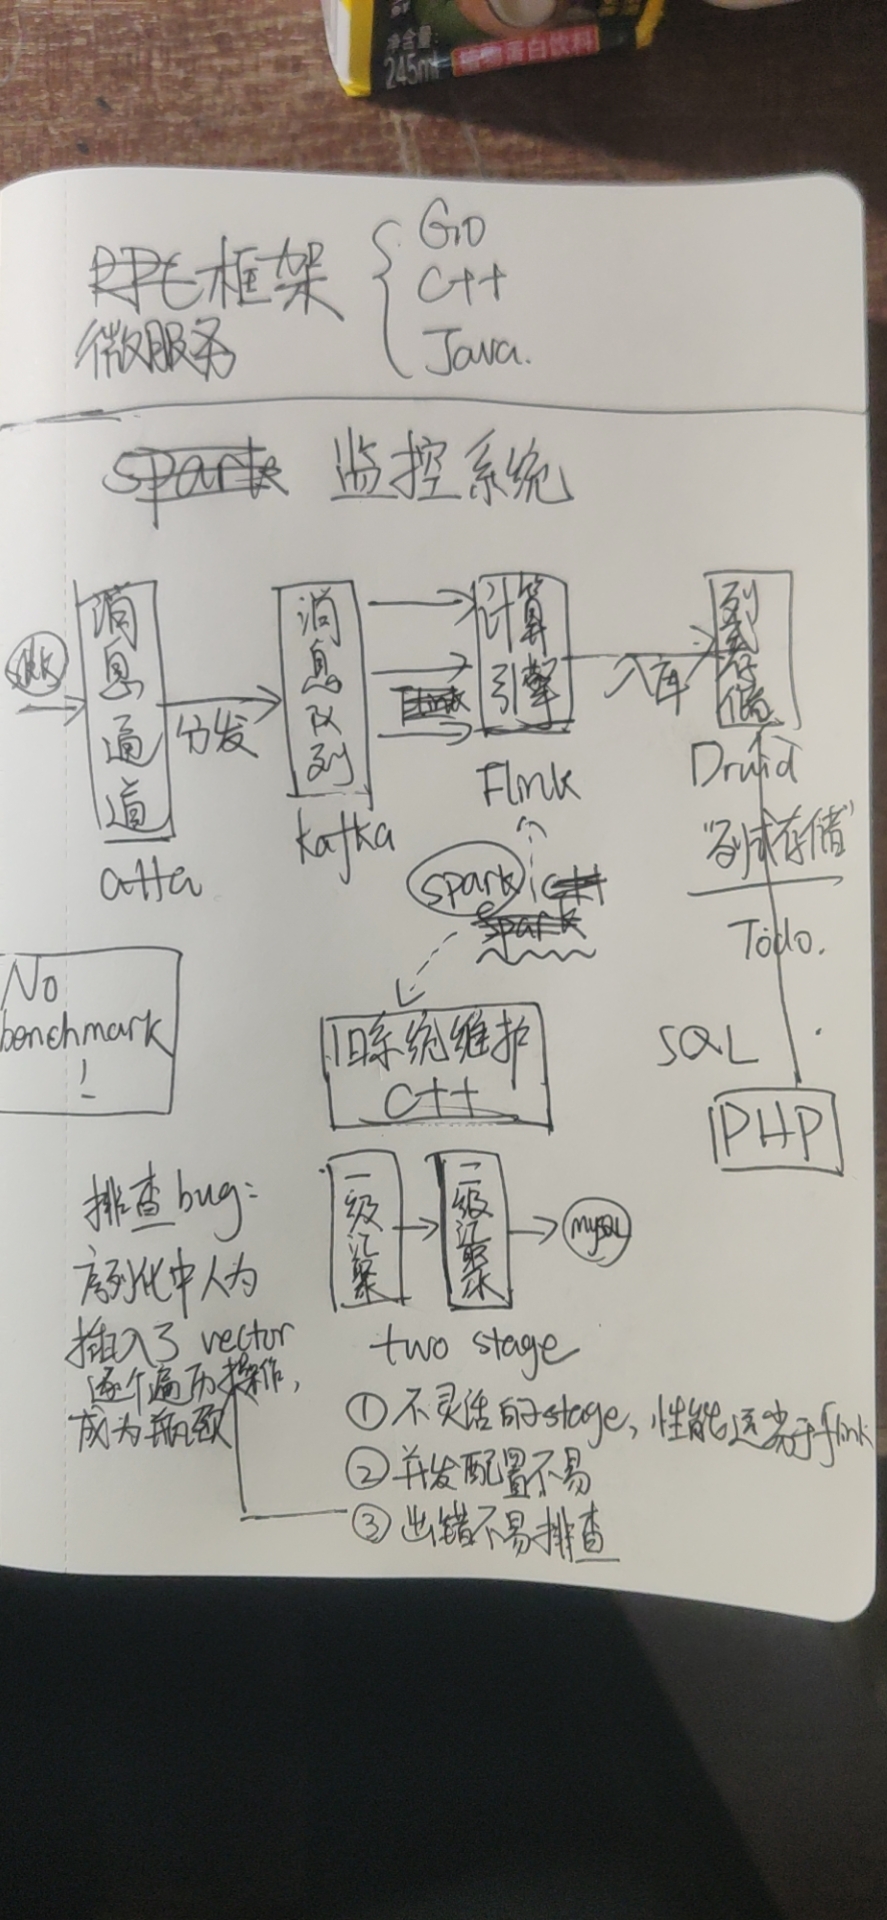 净含量:
245ml 植物蛋白饮料
RPC框架
微服务
Go
C++
Java.
spark 监控系统
sdk
消息通道
atta
分发
消息队列
kafka
Flink
计算引擎
Flink
入库
列式存储
Druid
"列式存储"
Todo.
spark
C++
spark
No
benchmark
!
旧系统维护
C++
SQL
PHP
一级汇聚
二级汇聚
MySQL
two stage
① 不灵活的stage,性能远劣于flink
② 并发配置不易
③ 出错不易排查
排查bug:
序列化中人为
插入了vector
逐个遍历操作,
成为瓶颈